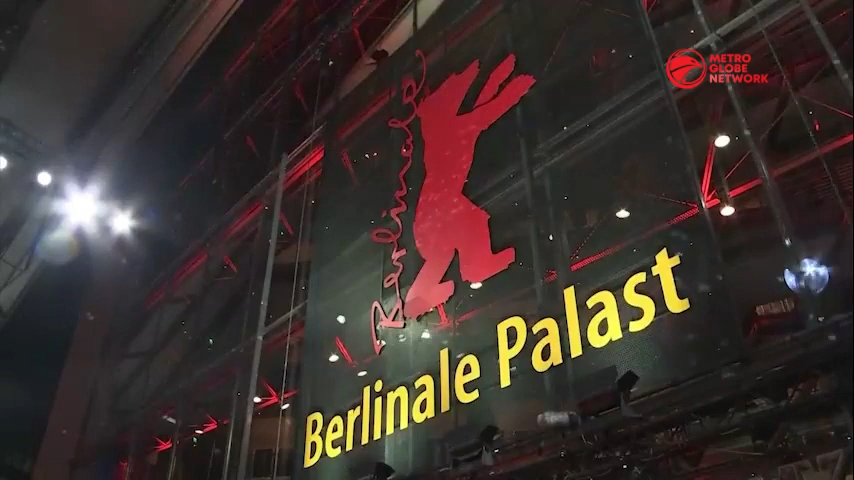 METRO
GLOBE
NETWORK
Berlinale
Berlinale Palast